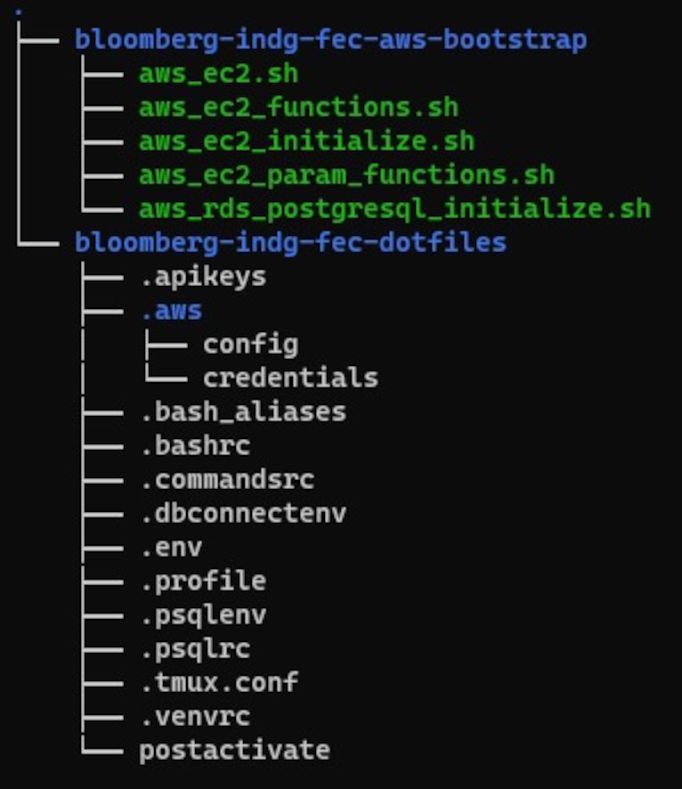 .
├── bloomberg-indg-fec-aws-bootstrap
│   ├── aws_ec2.sh
│   ├── aws_ec2_functions.sh
│   ├── aws_ec2_initialize.sh
│   ├── aws_ec2_param_functions.sh
│   └── aws_rds_postgresql_initialize.sh
└── bloomberg-indg-fec-dotfiles
    ├── .apikeys
    ├── .aws
    │   ├── config
    │   └── credentials
    ├── .bash_aliases
    ├── .bashrc
    ├── .commandsrc
    ├── .dbconnectenv
    ├── .env
    ├── .profile
    ├── .psqlenv
    ├── .psqlrc
    ├── .tmux.conf
    ├── .venvrc
    └── postactivate